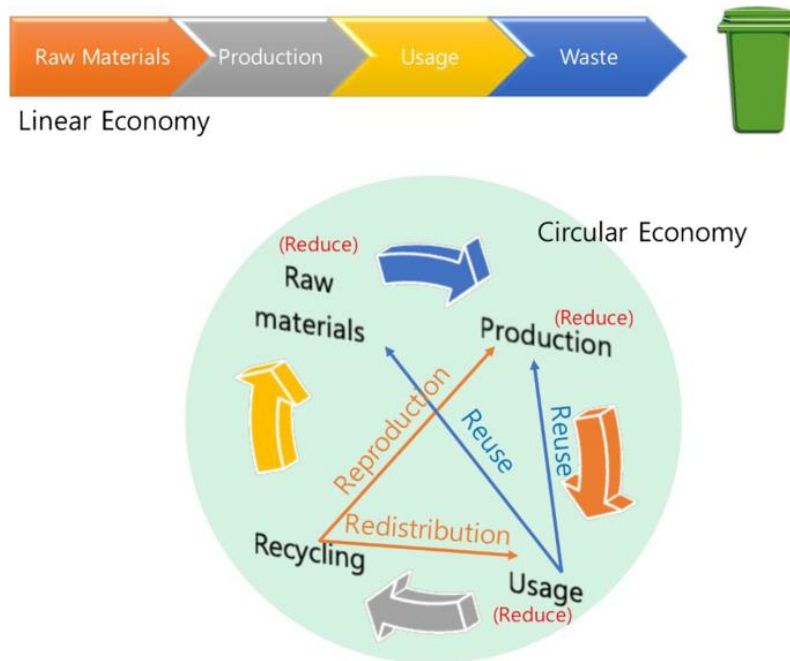 Raw Materials
Production
Usage
Waste
Linear Economy
Circular Economy
(Reduce)
Raw
materials
(Reduce)
Production
Reproduction
Reuse
Reuse
Redistribution
Recycling
Usage
(Reduce)